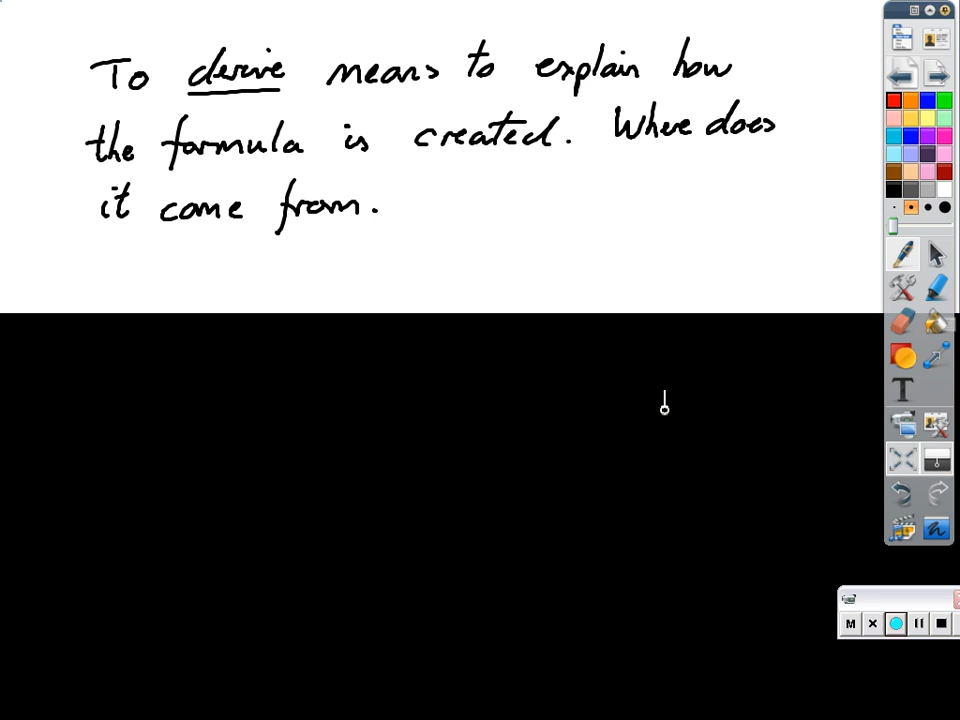 To derive means to explain how
the formula is created. Where does
it come from.
T
M